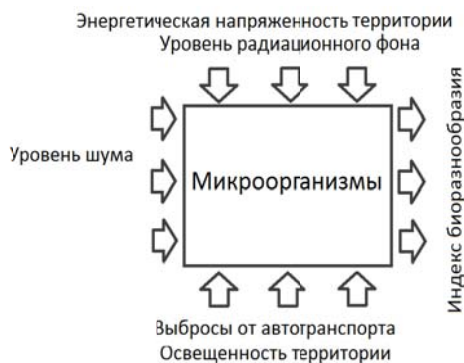 Энергетическая напряженность территории
Уровень радиационного фона
Уровень шума
Микроорганизмы
Индекс биоразнообразия
Выбросы от автотранспорта
Освещенность территории